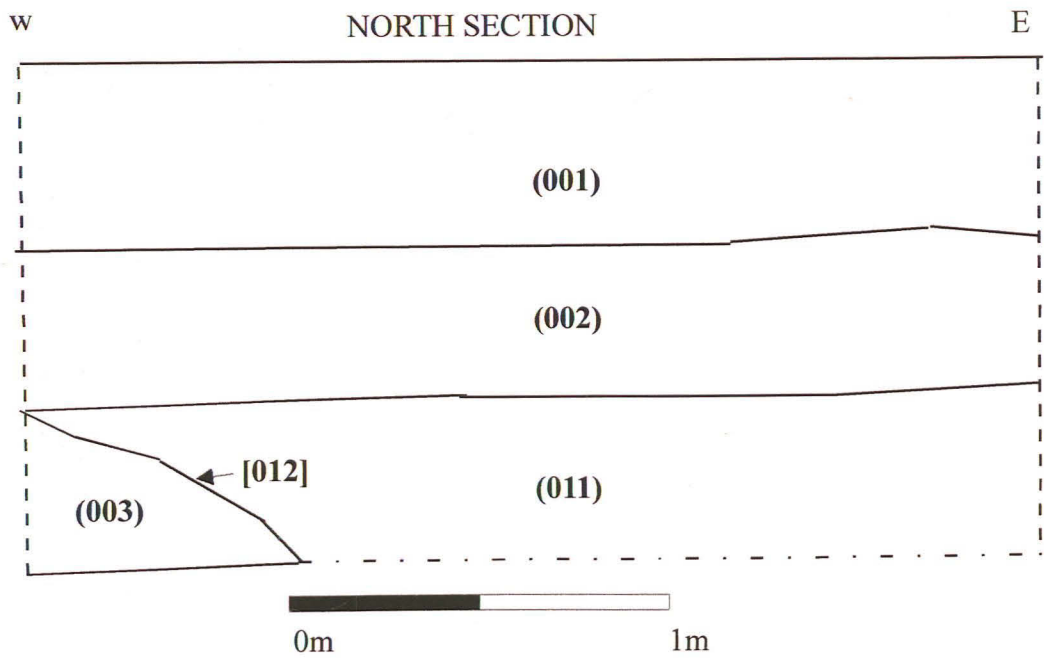 W NORTH SECTION E
(001)
(002)
[012]
(003) (011)
0m 1m